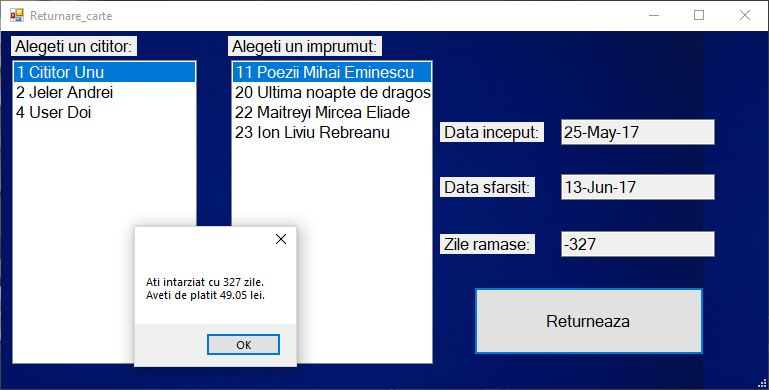 Returnare_carte
Alegeti un cititor:
Alegeti un imprumut:
1 Cititor Unu
2 Jeler Andrei
4 User Doi
11 Poezii Mihai Eminescu
20 Ultima noapte de dragos
22 Maitreyi Mircea Eliade
23 Ion Liviu Rebreanu
Data inceput:
25-May-17
Data sfarsit:
13-Jun-17
Zile ramase:
-327
Returneaza
Ati intarziat cu 327 zile.
Aveti de platit 49.05 lei.
OK